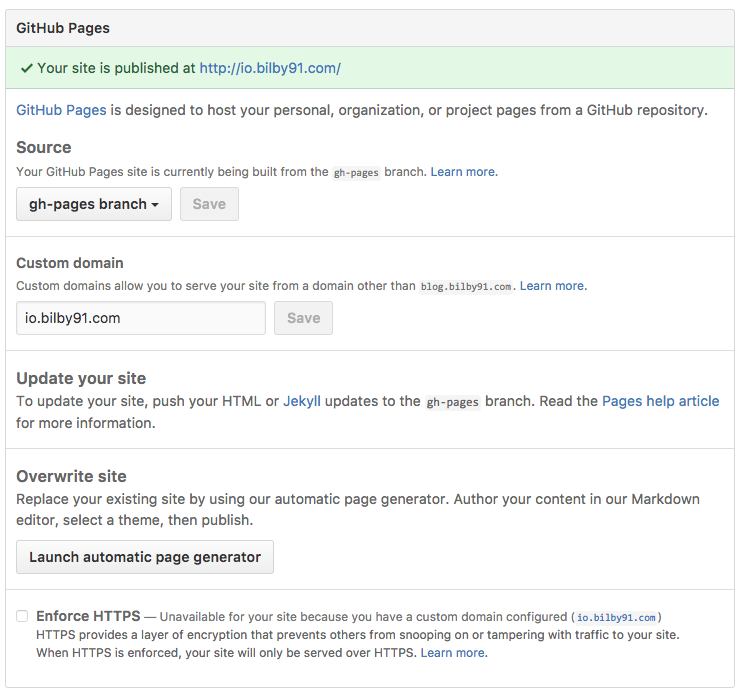 GitHub Pages
✓ Your site is published at http://io.bilby91.com/
GitHub Pages is designed to host your personal, organization, or project pages from a GitHub repository.
Source
Your GitHub Pages site is currently being built from the gh-pages branch. Learn more.
gh-pages branch
Save
Custom domain
Custom domains allow you to serve your site from a domain other than blog.bilby91.com. Learn more.
io.bilby91.com
Save
Update your site
To update your site, push your HTML or Jekyll updates to the gh-pages branch. Read the Pages help article
for more information.
Overwrite site
Replace your existing site by using our automatic page generator. Author your content in our Markdown
editor, select a theme, then publish.
Launch automatic page generator
Enforce HTTPS — Unavailable for your site because you have a custom domain configured (io.bilby91.com)
HTTPS provides a layer of encryption that prevents others from snooping on or tampering with traffic to your site.
When HTTPS is enforced, your site will only be served over HTTPS. Learn more.